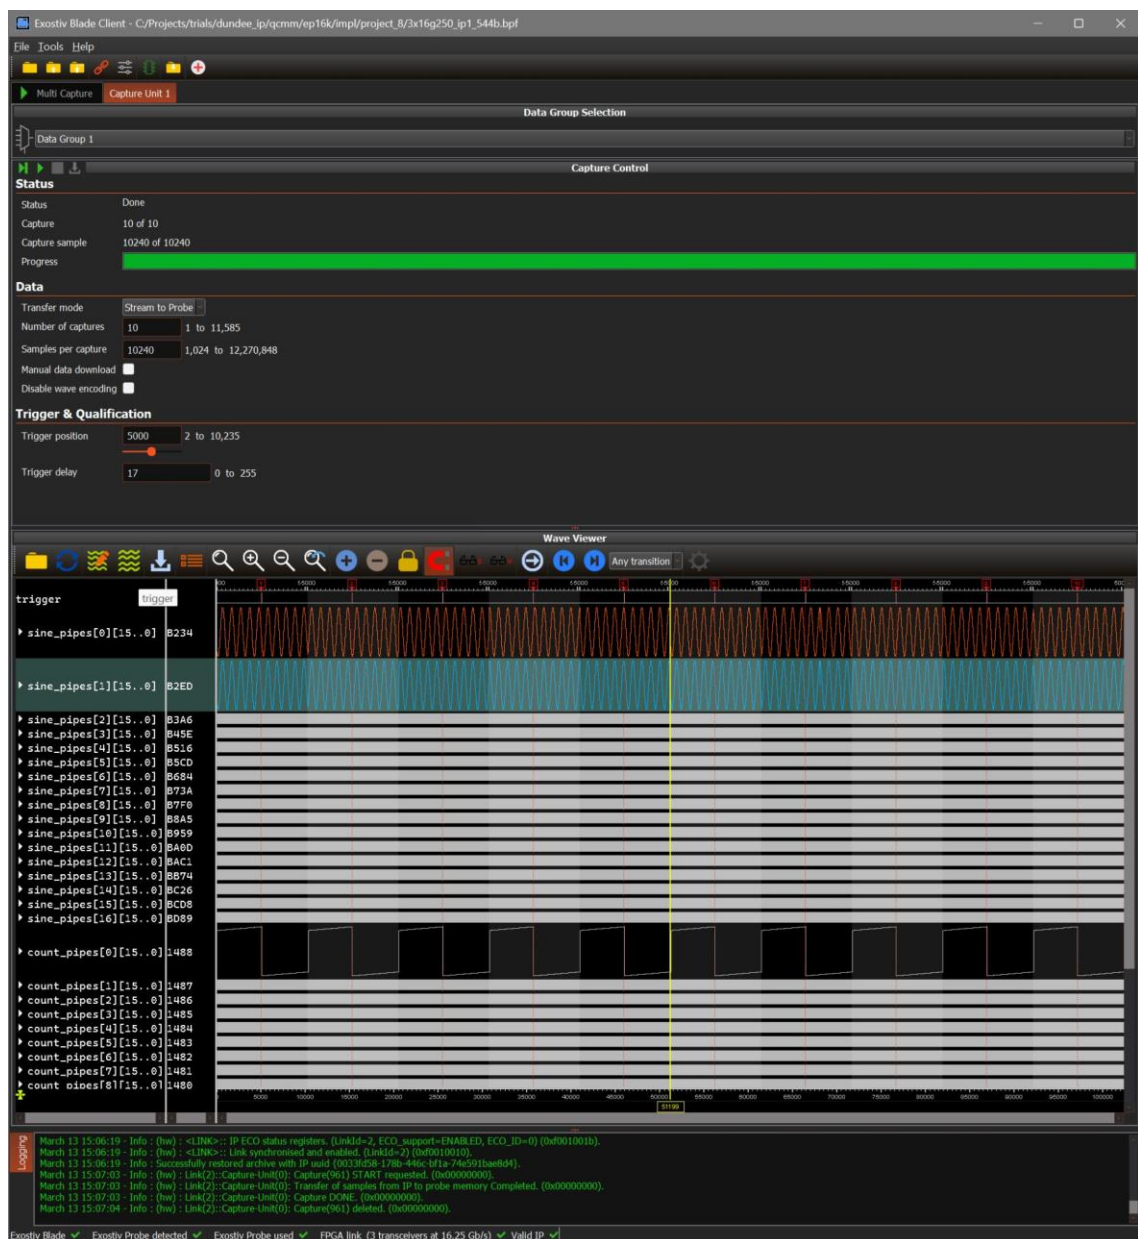 Exostiv Blade Client - C:/Projects/trials/dundee_ip/qcmm/ep16k/impl/project_8/3x16g250_ip1_544b.bpf
File Tools Help
Multi Capture Capture Unit 1
Data Group Selection
Data Group 1
Capture Control
Status
Status Done
Capture 10 of 10
Capture sample 10240 of 10240
Progress
Data
Transfer mode Stream to Probe
Number of captures 10 1 to 11,585
Samples per capture 10240 1,024 to 12,270,848
Manual data download
Disable wave encoding
Trigger & Qualification
Trigger position 5000 2 to 10,235
Trigger delay 17 0 to 255
Wave Viewer
Any transition
trigger trigger
sine_pipes[0][15..0] B234
sine_pipes[1][15..0] B2ED
sine_pipes[2][15..0] B3A6
sine_pipes[3][15..0] B45E
sine_pipes[4][15..0] B516
sine_pipes[5][15..0] B5CD
sine_pipes[6][15..0] B684
sine_pipes[7][15..0] B73A
sine_pipes[8][15..0] B7F0
sine_pipes[9][15..0] B8A5
sine_pipes[10][15..0] B959
sine_pipes[11][15..0] BA0D
sine_pipes[12][15..0] BAC1
sine_pipes[13][15..0] BB74
sine_pipes[14][15..0] BC26
sine_pipes[15][15..0] BCD8
sine_pipes[16][15..0] BD89
count_pipes[0][15..0] 1488
count_pipes[1][15..0] 1487
count_pipes[2][15..0] 1486
count_pipes[3][15..0] 1485
count_pipes[4][15..0] 1484
count_pipes[5][15..0] 1483
count_pipes[6][15..0] 1482
count_pipes[7][15..0] 1481
count_pipes[8][15..0] 1480
5000 10000 15000 20000 25000 30000 35000 40000 45000 50000 55000 60000 65000 70000 75000 80000 85000 90000 95000 100000
51199
Logging
March 13 15:06:19 - Info : (hw) : <LINK>:: IP ECO status registers. (LinkId=2, ECO_support=ENABLED, ECO_ID=0) (0xf001001b).
March 13 15:06:19 - Info : (hw) : <LINK>:: Link synchronised and enabled. (LinkId=2) (0xf0010010).
March 13 15:06:19 - Info : Successfully restored archive with IP uuid {0033fd58-178b-446c-bf1a-74e591bae8d4}.
March 13 15:07:03 - Info : (hw) : Link(2)::Capture-Unit(0): Capture(961) START requested. (0x00000000).
March 13 15:07:03 - Info : (hw) : Link(2)::Capture-Unit(0): Transfer of samples from IP to probe memory Completed. (0x00000000).
March 13 15:07:03 - Info : (hw) : Link(2)::Capture-Unit(0): Capture DONE. (0x00000000).
March 13 15:07:04 - Info : (hw) : Link(2)::Capture-Unit(0): Capture(961) deleted. (0x00000000).
Exostiv Blade Exostiv Probe detected Exostiv Probe used FPGA link (3 transceivers at 16.25 Gb/s) Valid IP